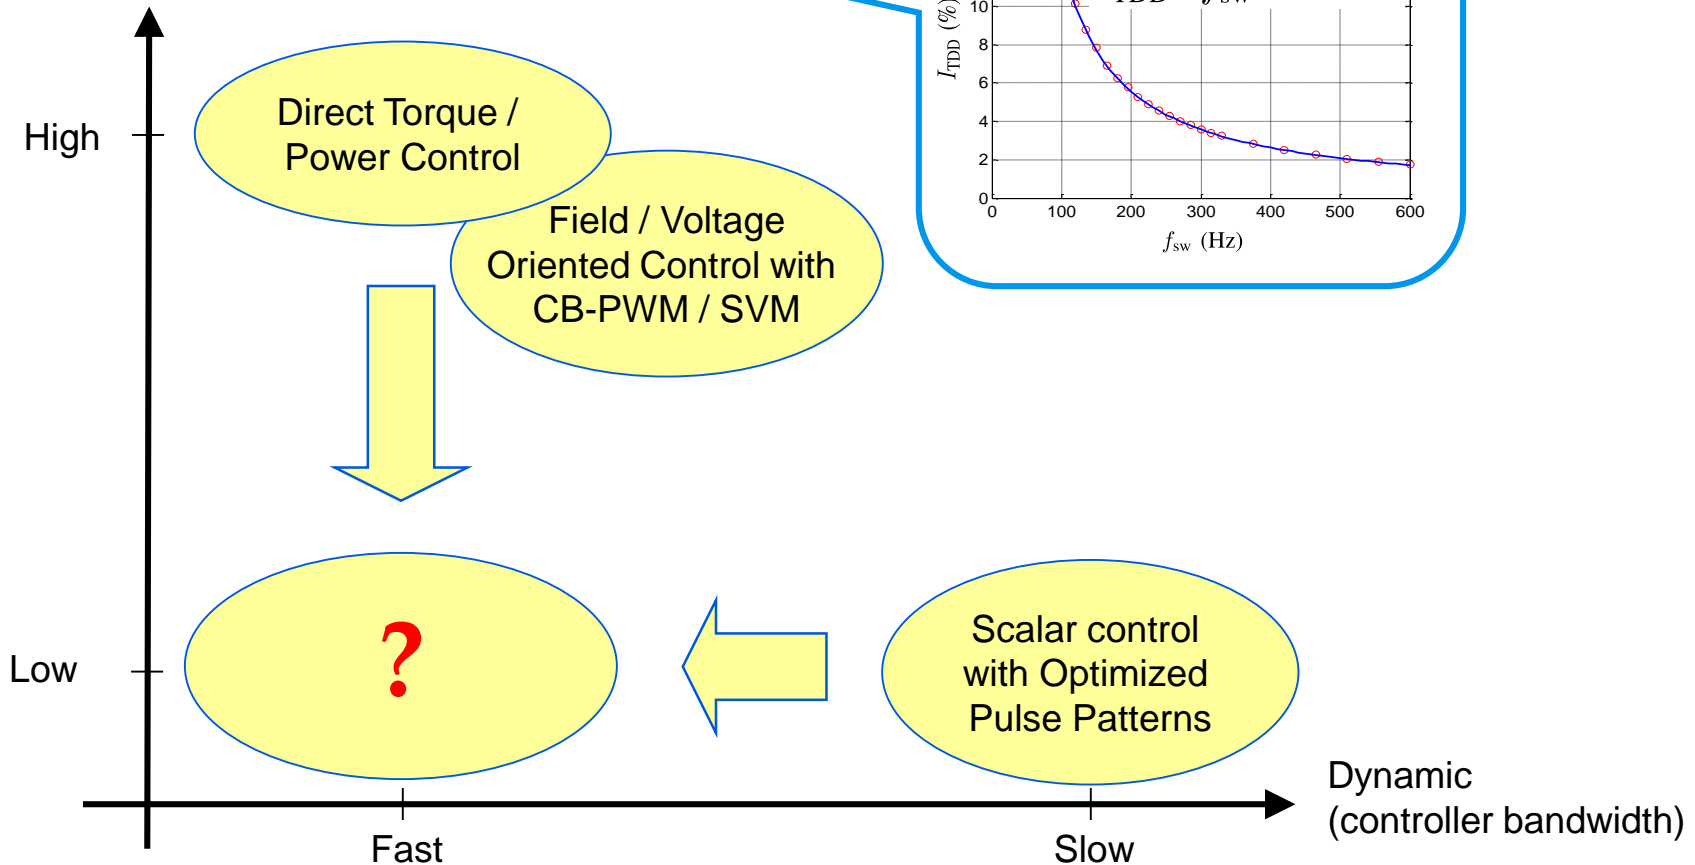 10
8
6
4
2
0
0 100 200 300 400 500 600
I_TDD (%)
f_sw (Hz)
High
Direct Torque /
Power Control
Field / Voltage
Oriented Control with
CB-PWM / SVM
Low
?
Scalar control
with Optimized
Pulse Patterns
Dynamic
(controller bandwidth)
Fast
Slow